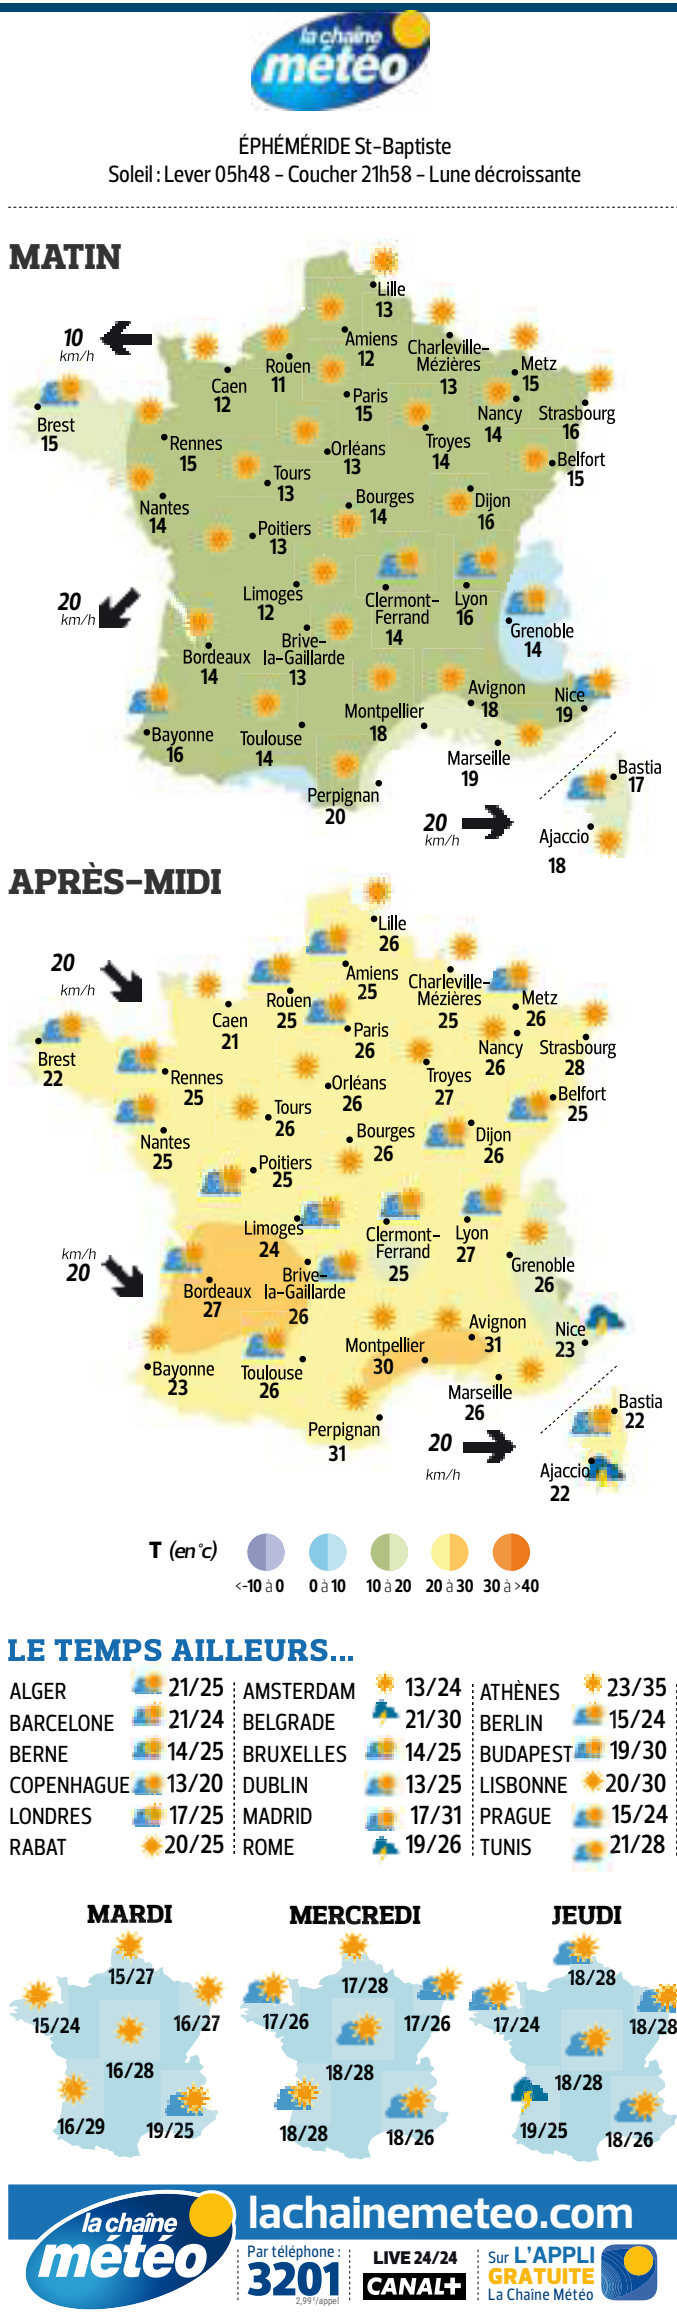 la chaîne
météo
ÉPHÉMÉRIDE St-Baptiste
Soleil : Lever 05h48 - Coucher 21h58 - Lune décroissante
MATIN
Lille
13
10
km/h
Amiens
12
Charleville-
Mézières
13
Rouen
11
Metz
15
Caen
12
Paris
15
Nancy
14
Strasbourg
16
Brest
15
Rennes
15
Orléans
13
Troyes
14
Belfort
15
Tours
13
Nantes
14
Bourges
14
Dijon
16
Poitiers
13
20
km/h
Limoges
12
Clermont-
Ferrand
14
Lyon
16
Grenoble
14
Bordeaux
14
Brive-
la-Gaillarde
13
Avignon
18
Nice
19
Montpellier
18
Bayonne
16
Toulouse
14
Marseille
19
Bastia
17
Perpignan
20
20
km/h
Ajaccio
18
APRÈS-MIDI
Lille
26
20
km/h
Amiens
25
Charleville-
Mézières
25
Rouen
25
Metz
26
Caen
21
Paris
26
Nancy
26
Strasbourg
28
Brest
22
Rennes
25
Orléans
26
Troyes
27
Belfort
25
Tours
26
Nantes
25
Bourges
26
Dijon
26
Poitiers
25
Limoges
24
Clermont-
Ferrand
25
Lyon
27
km/h
20
Grenoble
26
Bordeaux
27
Brive-
la-Gaillarde
26
Avignon
31
Nice
23
Montpellier
30
Bayonne
23
Toulouse
26
Marseille
26
Bastia
22
Perpignan
31
20
km/h
Ajaccio
22
T (en °c)
<-10 à 0 0 à 10 10 à 20 20 à 30 30 à >40
LE TEMPS AILLEURS...
ALGER 21/25 AMSTERDAM 13/24 ATHÈNES 23/35
BARCELONE 21/24 BELGRADE 21/30 BERLIN 15/24
BERNE 14/25 BRUXELLES 14/25 BUDAPEST 19/30
COPENHAGUE 13/20 DUBLIN 13/25 LISBONNE 20/30
LONDRES 17/25 MADRID 17/31 PRAGUE 15/24
RABAT 20/25 ROME 19/26 TUNIS 21/28
MARDI
15/27
15/24 16/27
16/28
16/29 19/25
MERCREDI
17/28
17/26 17/26
18/28
18/28 18/26
JEUDI
18/28
17/24 18/28
18/28
19/25 18/26
la chaîne
météo
lachainemeteo.com
Par téléphone :
3201
2,99€/appel
LIVE 24/24
CANAL+
Sur L'APPLI
GRATUITE
La Chaîne Météo